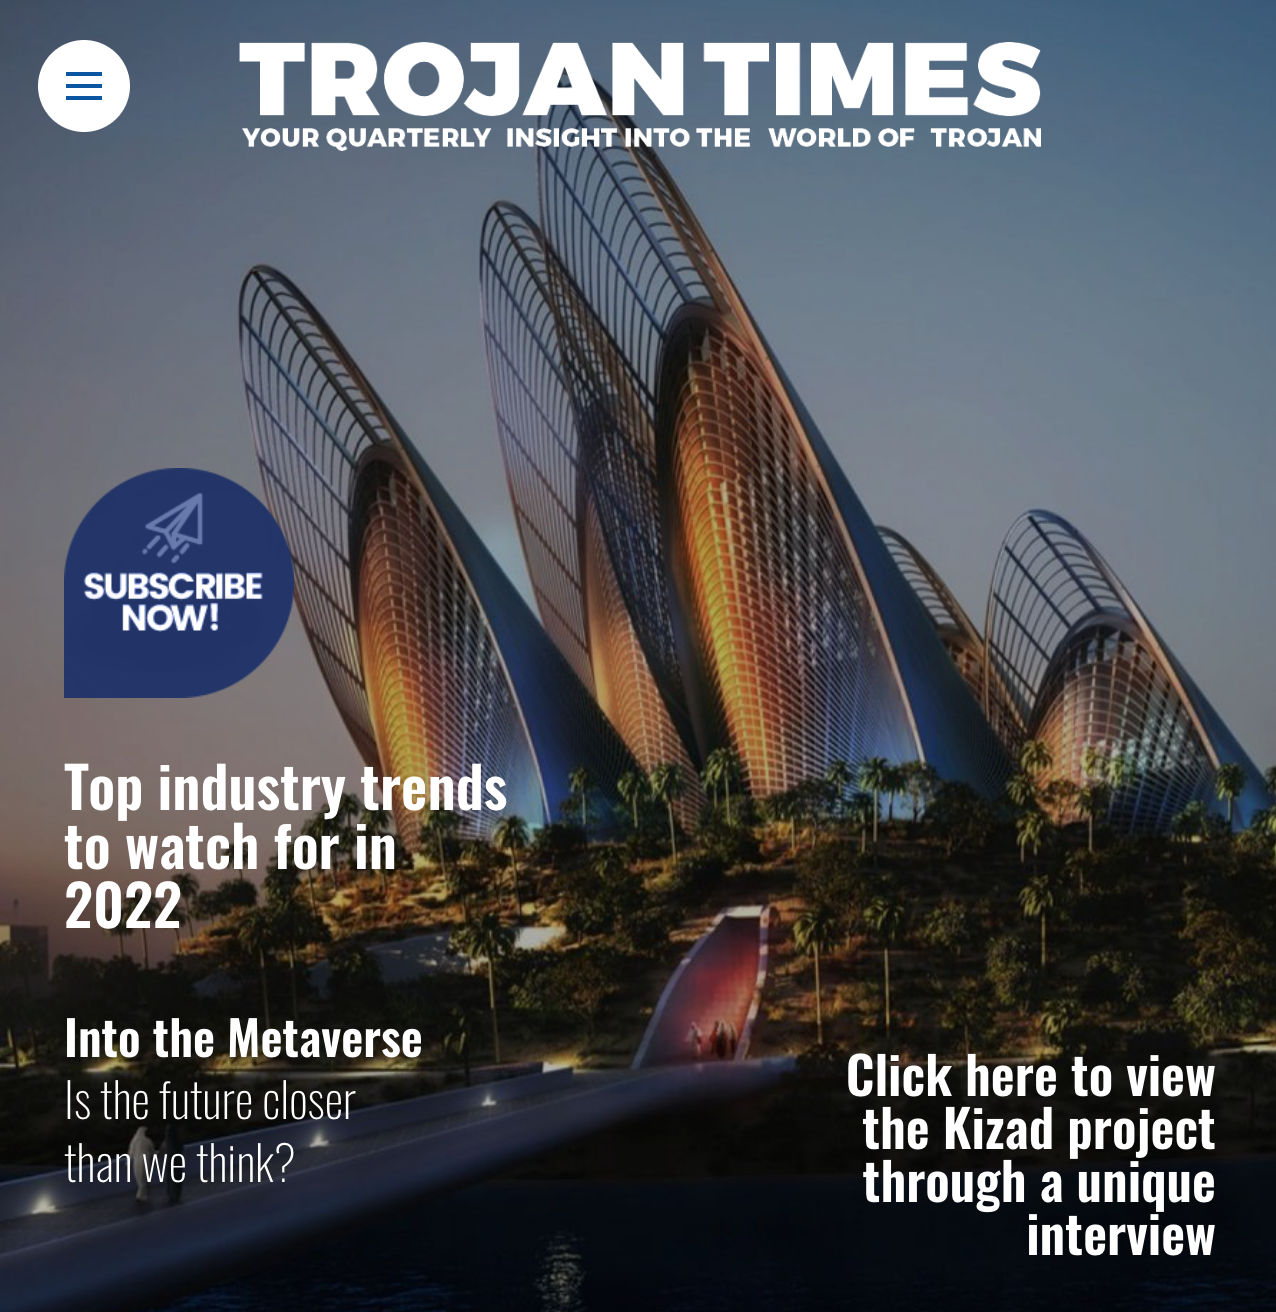 TROJAN TIMES
YOUR QUARTERLY INSIGHT INTO THE WORLD OF TROJAN
SUBSCRIBE
NOW!
Top industry trends
to watch for in
2022
Into the Metaverse
Is the future closer
than we think?
Click here to view
the Kizad project
through a unique
interview